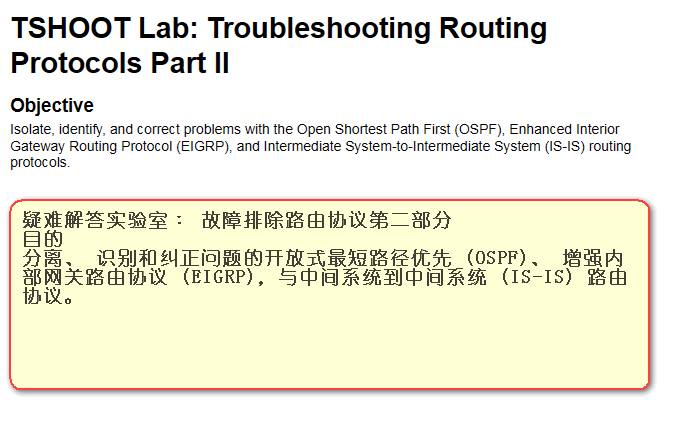 TSHOOT Lab: Troubleshooting Routing
Protocols Part II
Objective
Isolate, identify, and correct problems with the Open Shortest Path First (OSPF), Enhanced Interior
Gateway Routing Protocol (EIGRP), and Intermediate System-to-Intermediate System (IS-IS) routing
protocols.
疑难解答实验室： 故障排除路由协议第二部分
目的
分离、 识别和纠正问题的开放式最短路径优先 (OSPF)、 增强内
部网关路由协议 (EIGRP)，与中间系统到中间系统 (IS-IS) 路由
协议。